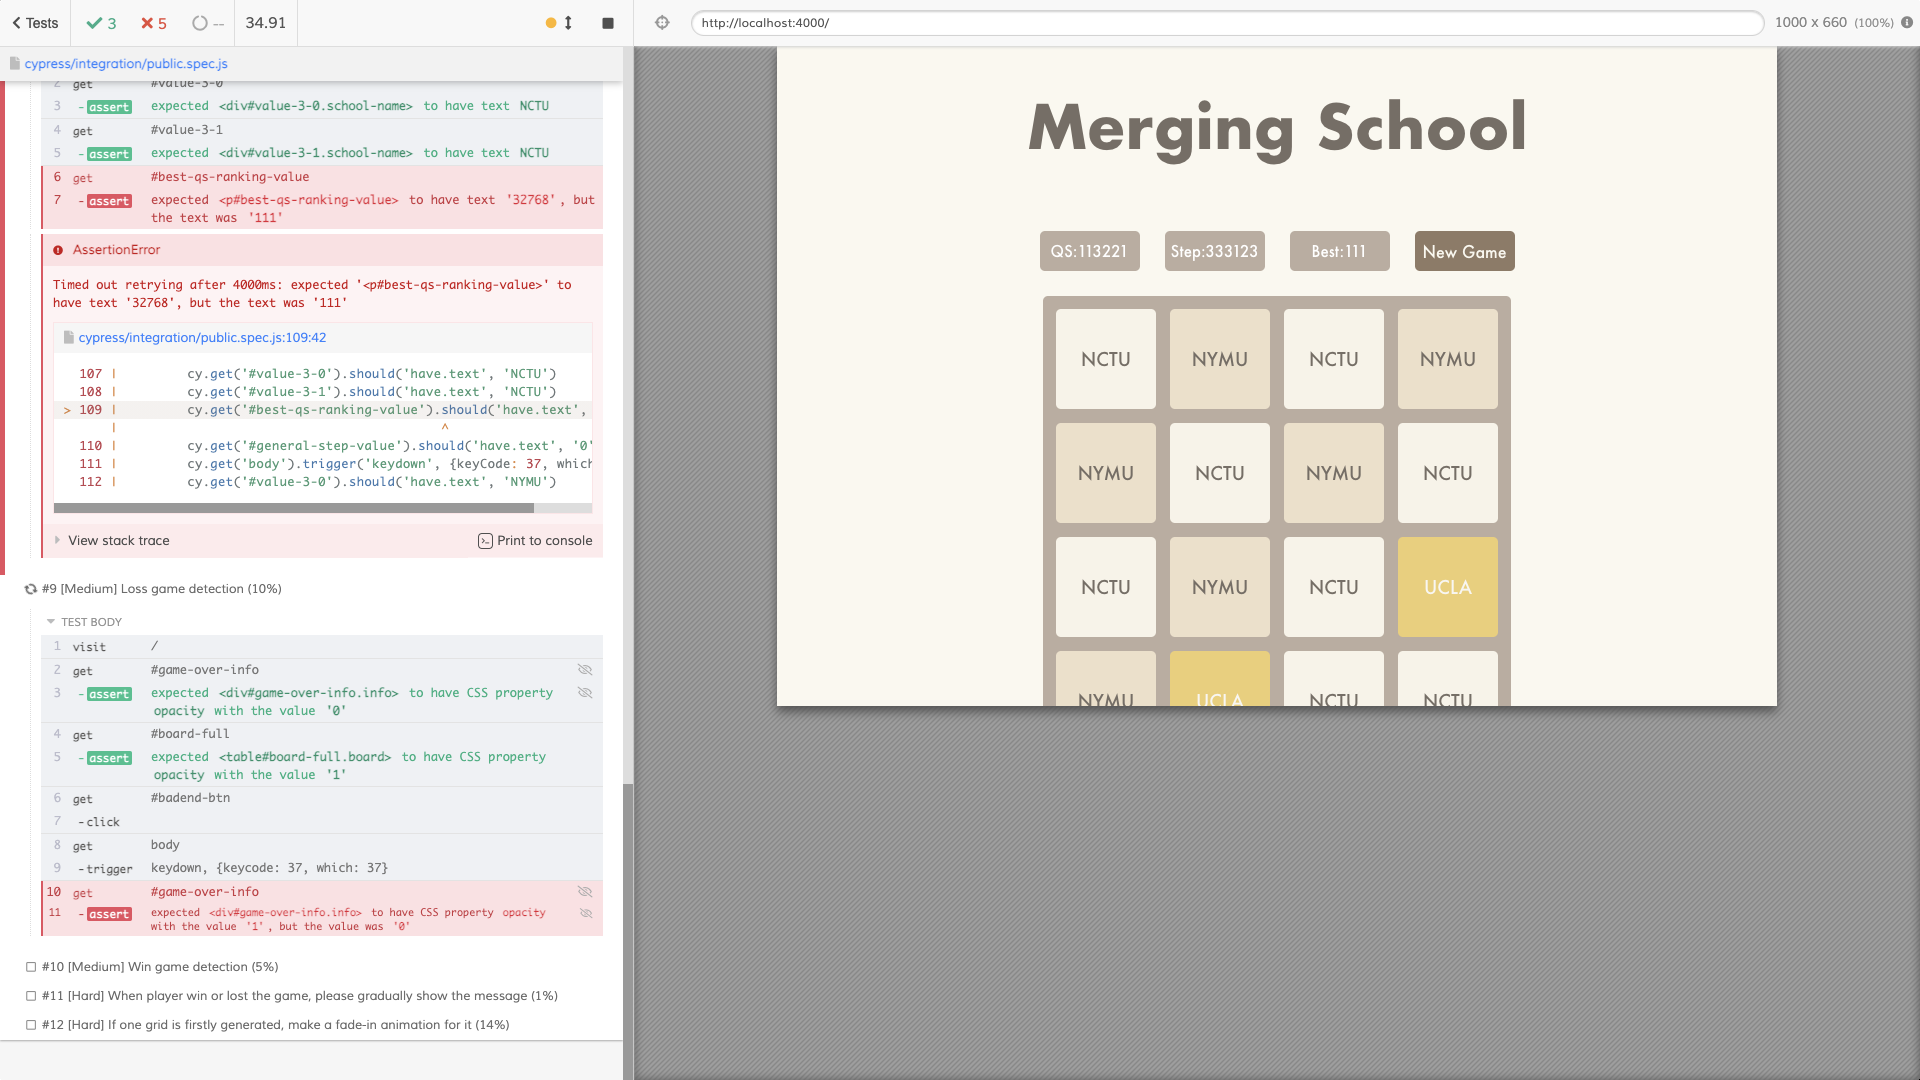 Tests
3
5
--
34.91
http://localhost:4000/
1000 x 660 (100%)
cypress/integration/public.spec.js
2 get #value-3-0
3 -assert expected <div#value-3-0.school-name> to have text NCTU
4 get #value-3-1
5 -assert expected <div#value-3-1.school-name> to have text NCTU
6 get #best-qs-ranking-value
7 -assert expected <p#best-qs-ranking-value> to have text '32768', but
the text was '111'
AssertionError
Timed out retrying after 4000ms: expected '<p#best-qs-ranking-value>' to
have text '32768', but the text was '111'
cypress/integration/public.spec.js:109:42
107 | cy.get('#value-3-0').should('have.text', 'NCTU')
108 | cy.get('#value-3-1').should('have.text', 'NCTU')
> 109 | cy.get('#best-qs-ranking-value').should('have.text',
| ^
110 | cy.get('#general-step-value').should('have.text', '0'
111 | cy.get('body').trigger('keydown', {keyCode: 37, which
112 | cy.get('#value-3-0').should('have.text', 'NYMU')
View stack trace
Print to console
#9 [Medium] Loss game detection (10%)
TEST BODY
1 visit /
2 get #game-over-info
3 -assert expected <div#game-over-info.info> to have CSS property
opacity with the value '0'
4 get #board-full
5 -assert expected <table#board-full.board> to have CSS property
opacity with the value '1'
6 get #badend-btn
7 -click
8 get body
9 -trigger keydown, {keycode: 37, which: 37}
10 get #game-over-info
11 -assert expected <div#game-over-info.info> to have CSS property opacity
with the value '1', but the value was '0'
#10 [Medium] Win game detection (5%)
#11 [Hard] When player win or lost the game, please gradually show the message (1%)
#12 [Hard] If one grid is firstly generated, make a fade-in animation for it (14%)
Merging School
QS:113221 Step:333123 Best:111 New Game
NCTU NYMU NCTU NYMU
NYMU NCTU NYMU NCTU
NCTU NYMU NCTU UCLA
NYMU UCLA NCTU NCTU